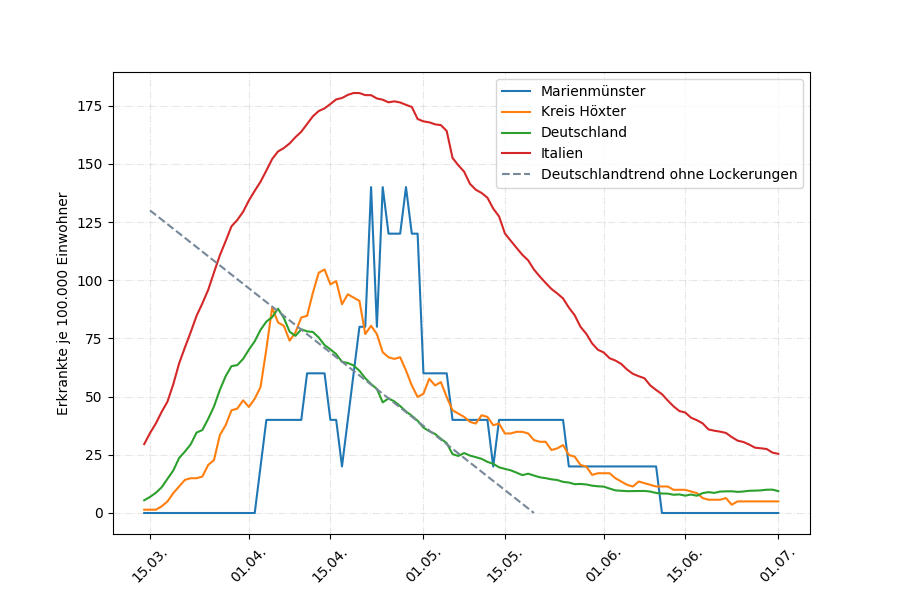 Erkrankte je 100.000 Einwohner
175
150
125
100
75
50
25
0
Marienmünster
Kreis Höxter
Deutschland
Italien
Deutschlandtrend ohne Lockerungen
15.03.
01.04.
15.04.
01.05.
15.05.
01.06.
15.06.
01.07.